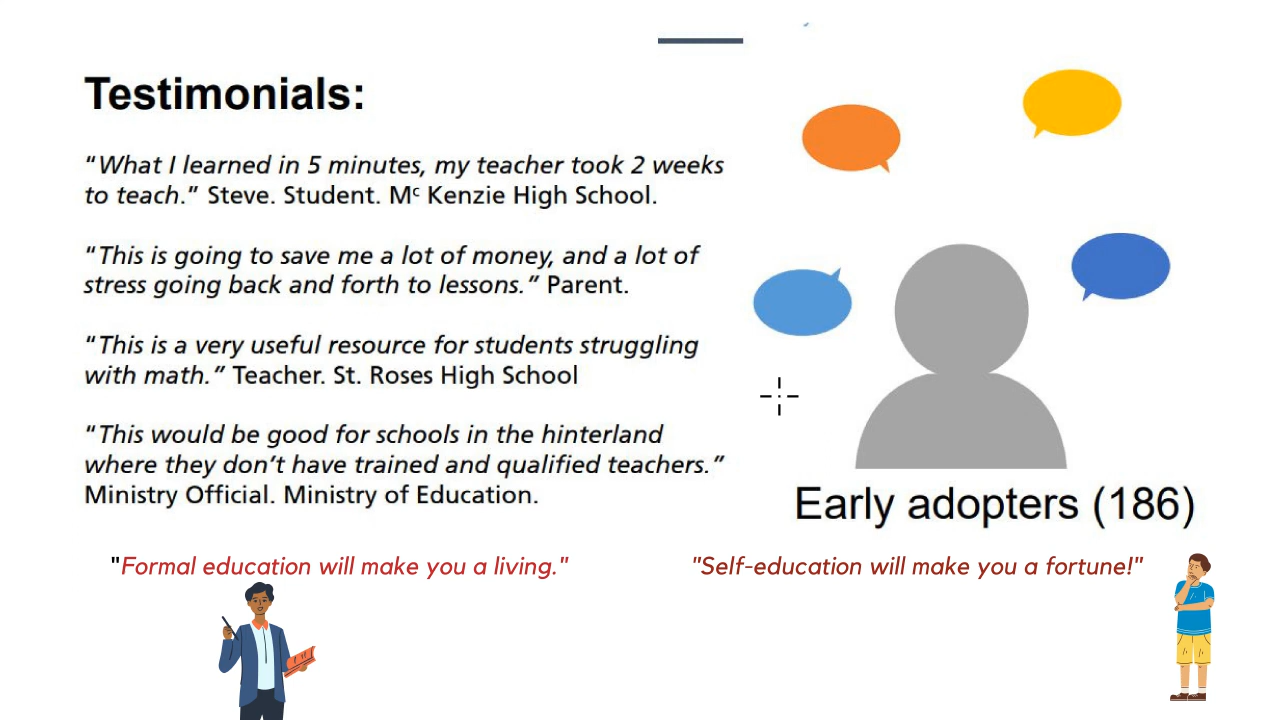 Testimonials:
“What I learned in 5 minutes, my teacher took 2 weeks
to teach.” Steve. Student. Mᶜ Kenzie High School.
“This is going to save me a lot of money, and a lot of
stress going back and forth to lessons.” Parent.
“This is a very useful resource for students struggling
with math.” Teacher. St. Roses High School
“This would be good for schools in the hinterland
where they don’t have trained and qualified teachers.”
Ministry Official. Ministry of Education.
Early adopters (186)
"Formal education will make you a living."
"Self-education will make you a fortune!"